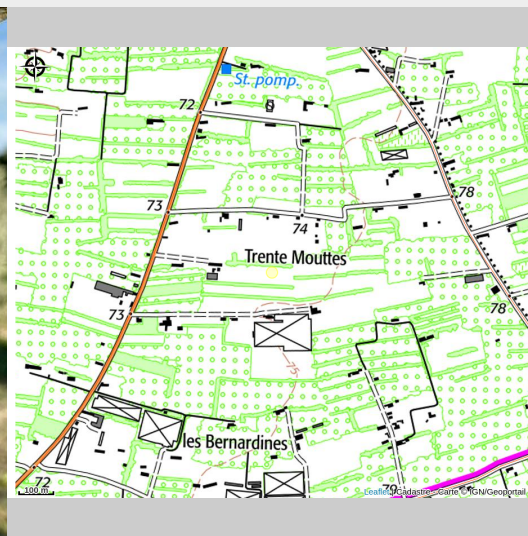 St. pomp.
72
73
74
78
Trente Mouttes
73
78
75
les Bernardines
72
79
100 m
Leaflet | Cadastre - Carte © IGN/Geoportail